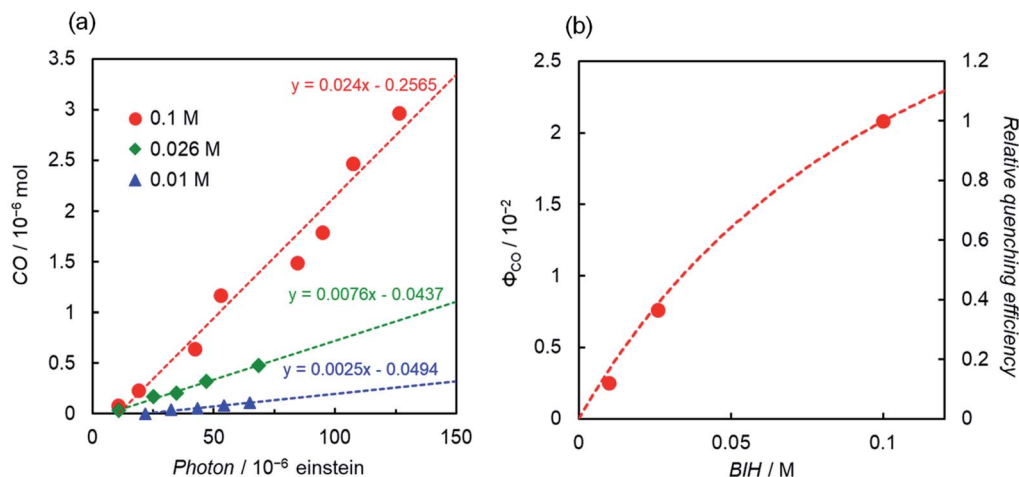 (a)
3.5
3
2.5
2
1.5
1
0.5
0
CO / 10⁻⁶ mol
0.1 M
0.026 M
0.01 M
y = 0.024x - 0.2565
y = 0.0076x - 0.0437
y = 0.0025x - 0.0494
0 50 100 150
Photon / 10⁻⁶ einstein
(b)
2.5
2
1.5
1
0.5
0
Φ_CO / 10⁻²
1.2
1
0.8
0.6
0.4
0.2
0
Relative quenching efficiency
0 0.05 0.1
BIH / M